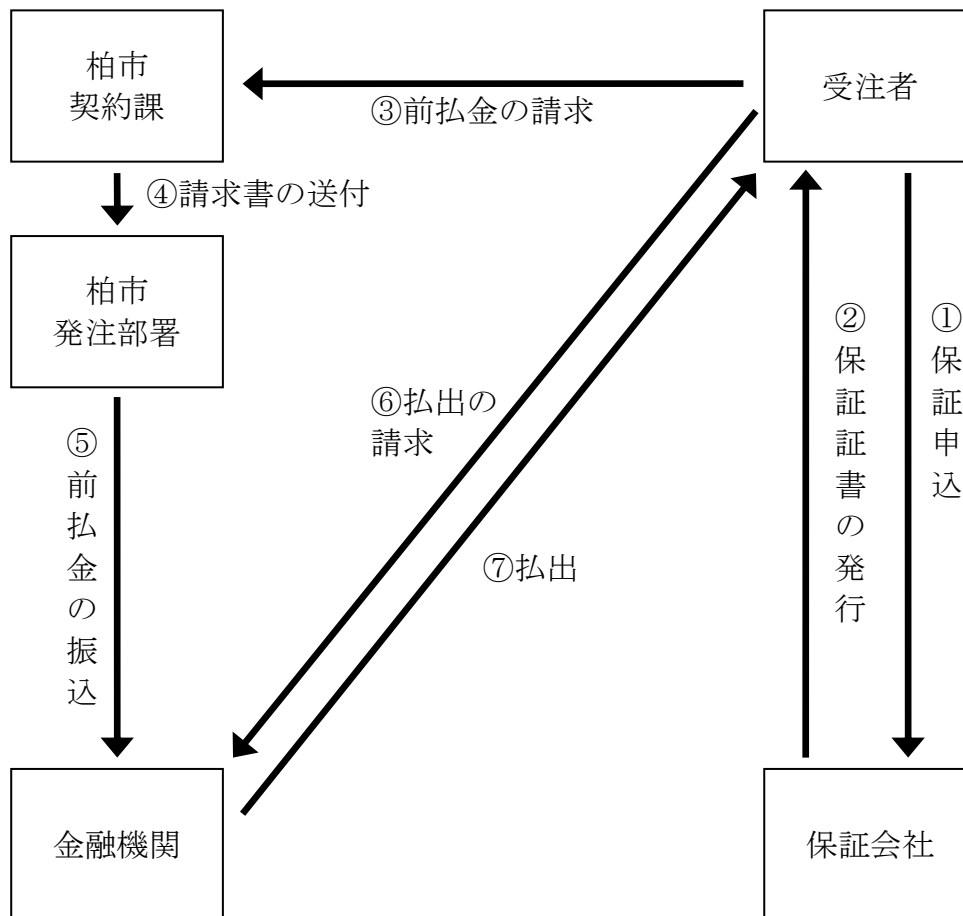 柏市
契約課
③前払金の請求
受注者
④請求書の送付
柏市
発注部署
⑤前払金の振込
⑥払出の
請求
⑦払出
②保証証書の発行
①保証申込
金融機関
保証会社